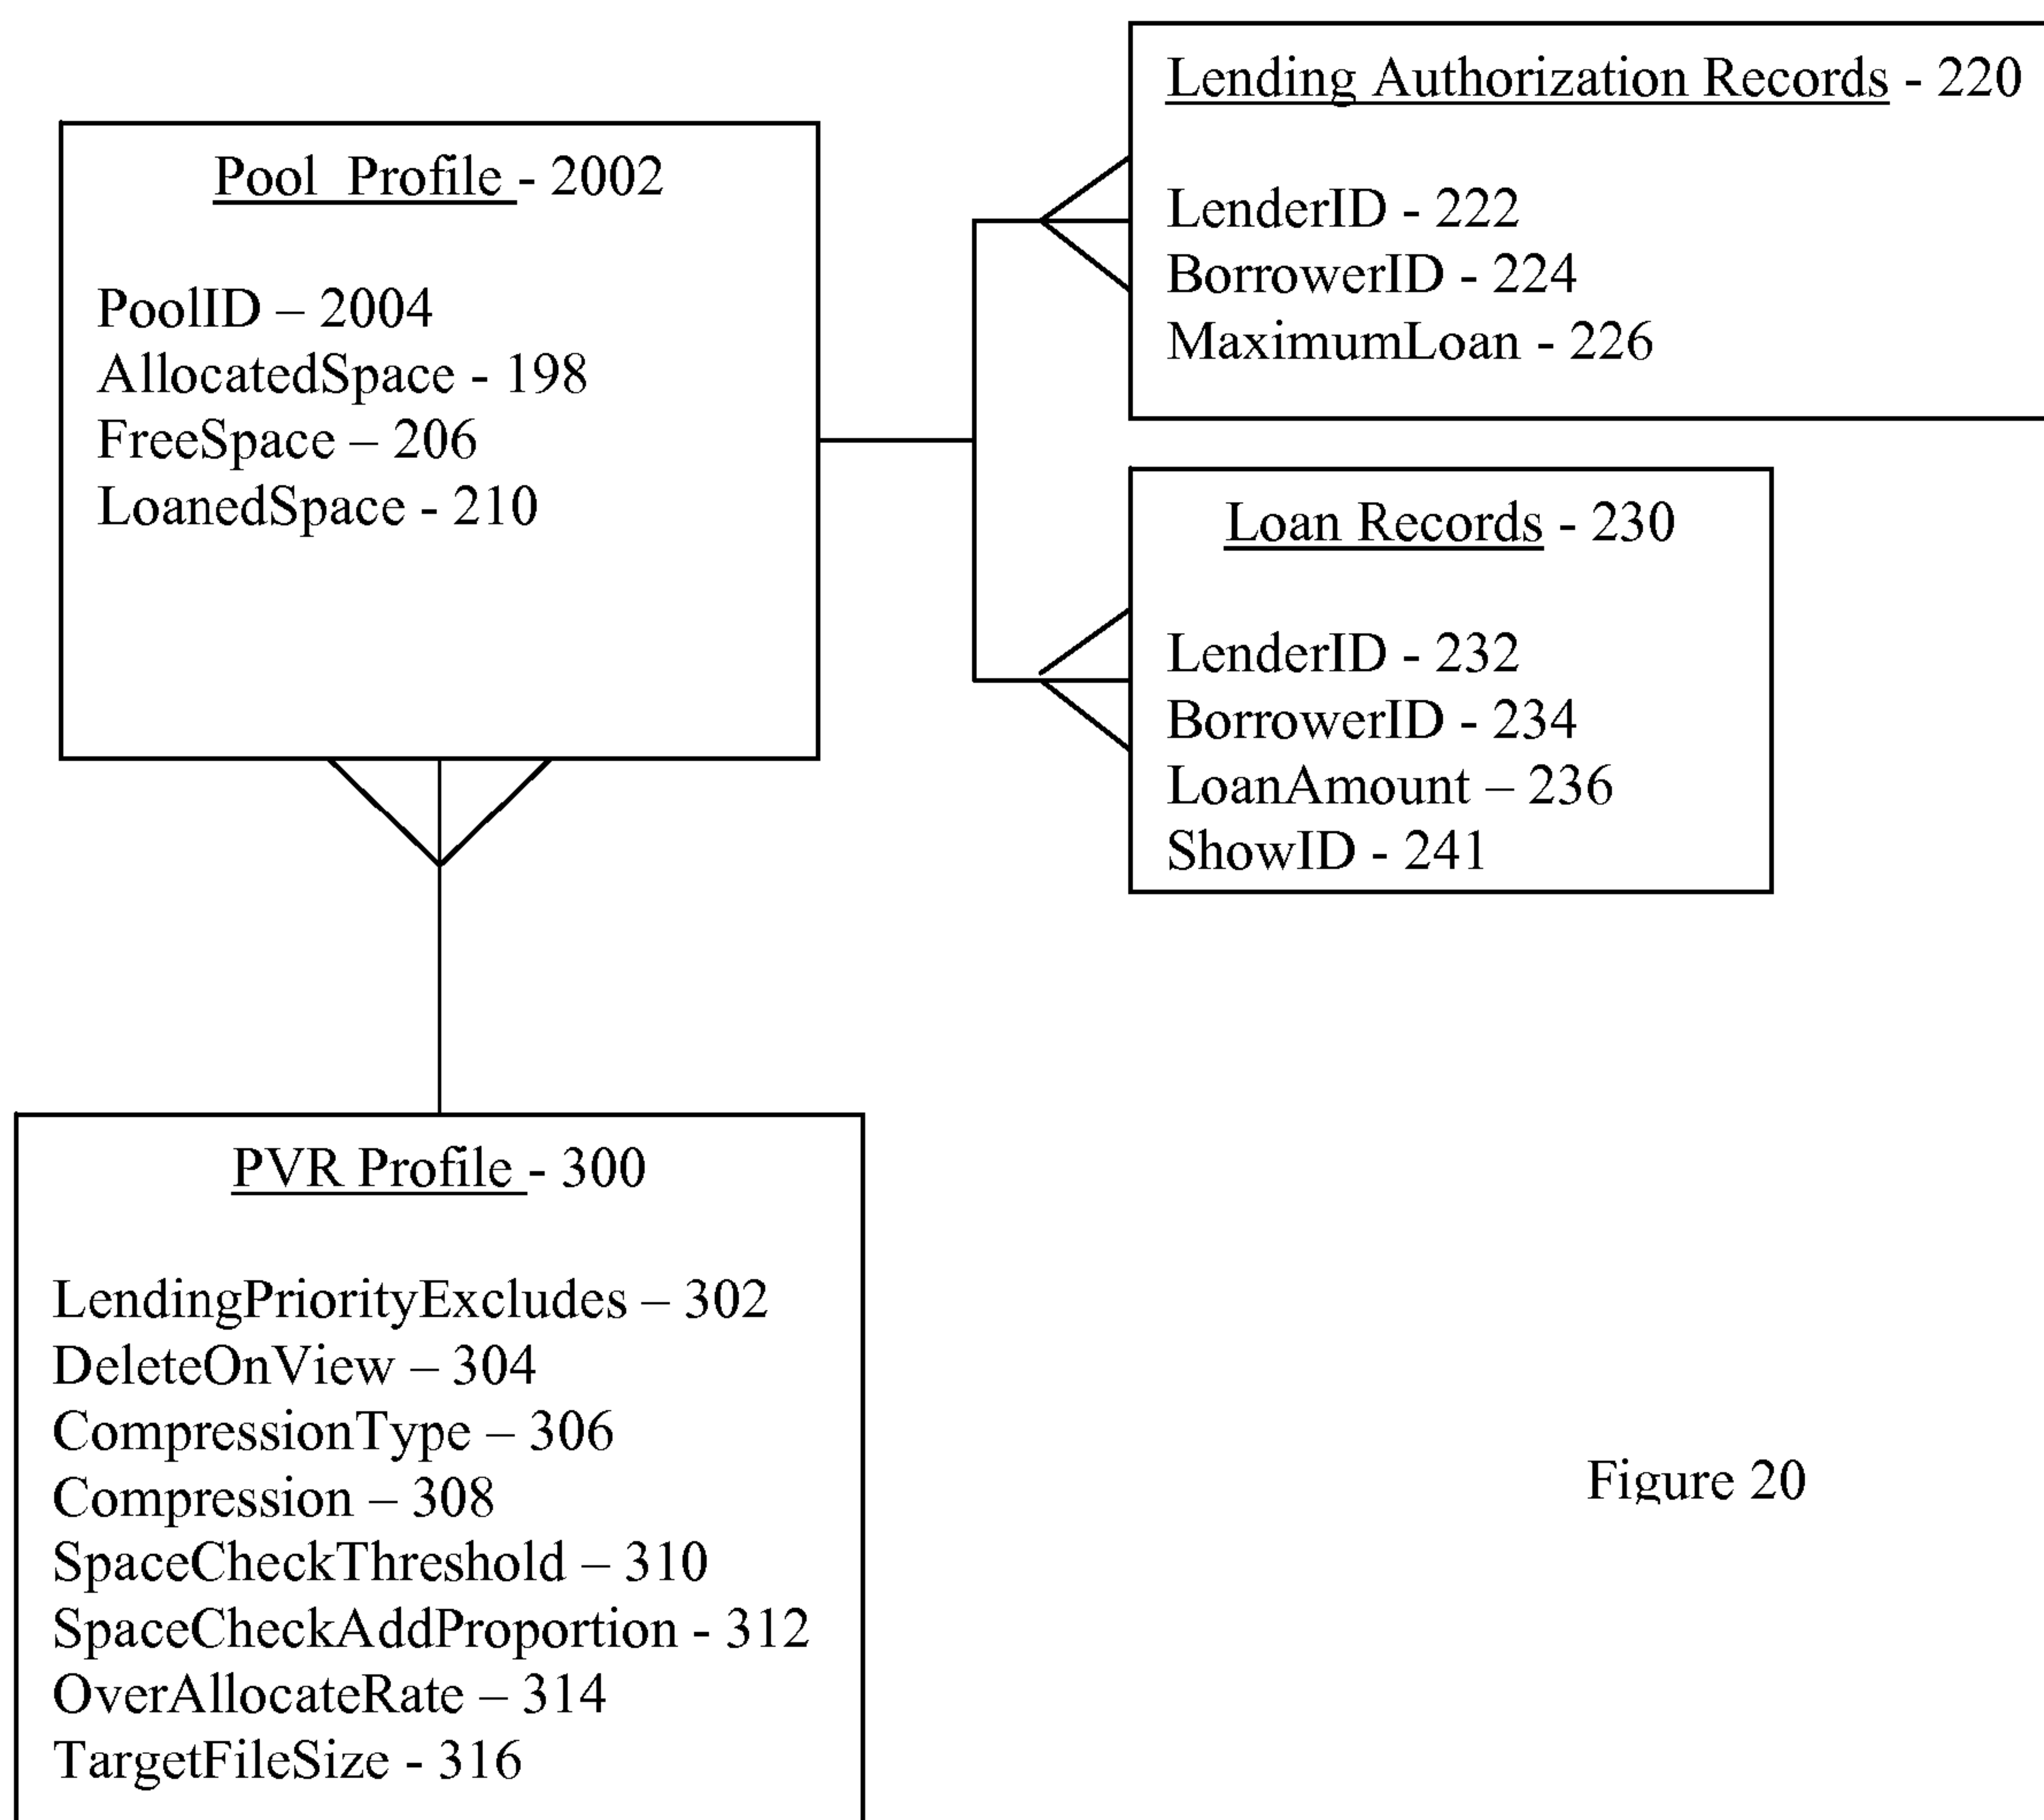 Pool Profile - 2002
PoolID – 2004
AllocatedSpace - 198
FreeSpace – 206
LoanedSpace - 210
Lending Authorization Records - 220
LenderID - 222
BorrowerID - 224
MaximumLoan - 226
Loan Records - 230
LenderID - 232
BorrowerID - 234
LoanAmount – 236
ShowID - 241
PVR Profile - 300
LendingPriorityExcludes – 302
DeleteOnView – 304
CompressionType – 306
Compression – 308
SpaceCheckThreshold – 310
SpaceCheckAddProportion - 312
OverAllocateRate – 314
TargetFileSize - 316
Figure 20